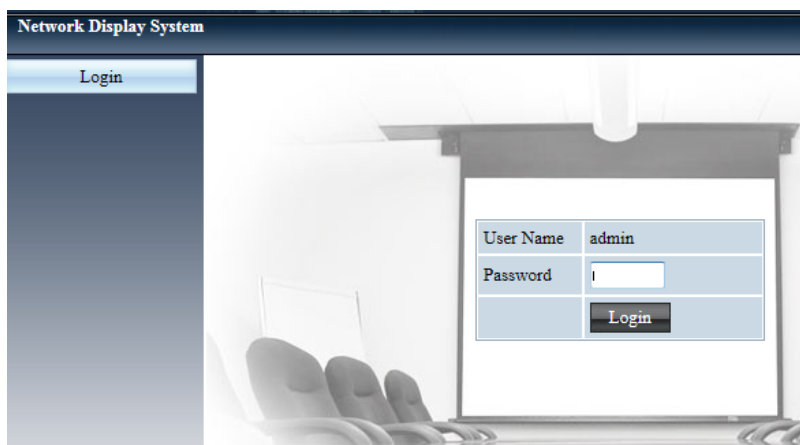 Network Display System
Login
User Name admin
Password
Login